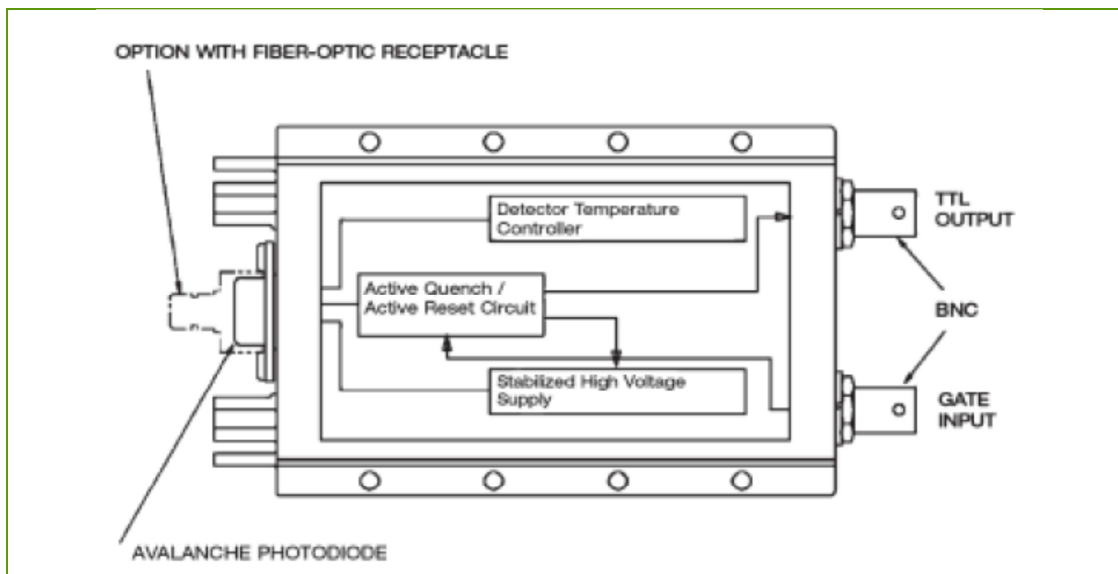 OPTION WITH FIBER-OPTIC RECEPTACLE
Detector Temperature
Controller
TTL
OUTPUT
Active Quench /
Active Reset Circuit
BNC
Stabilized High Voltage
Supply
GATE
INPUT
AVALANCHE PHOTODIODE